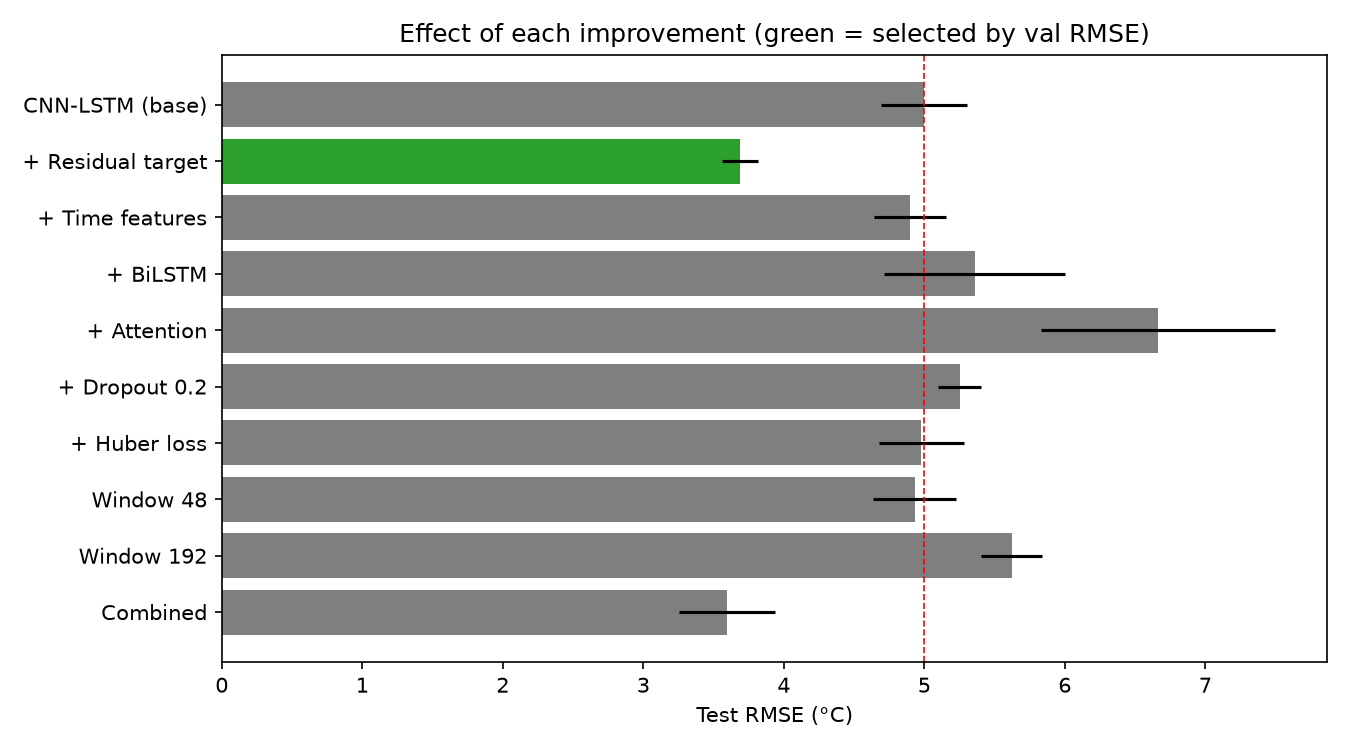 Effect of each improvement (green = selected by val RMSE)
CNN-LSTM (base)
+ Residual target
+ Time features
+ BiLSTM
+ Attention
+ Dropout 0.2
+ Huber loss
Window 48
Window 192
Combined
0 1 2 3 4 5 6 7
Test RMSE (°C)